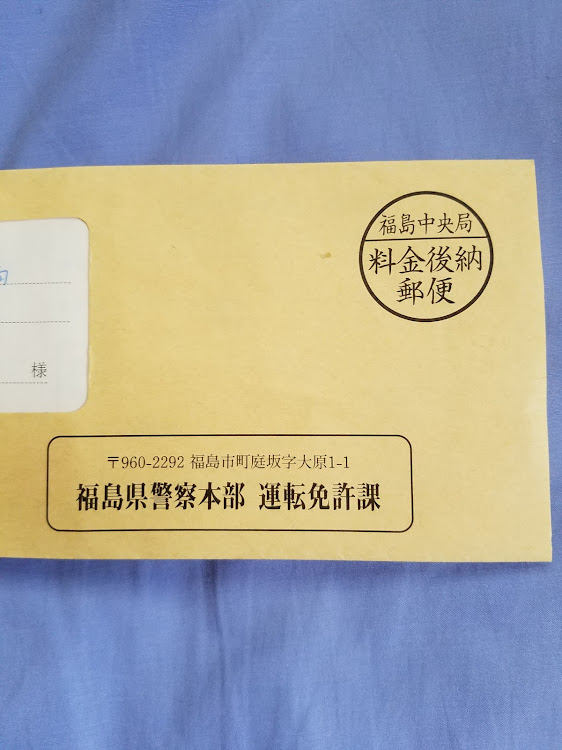 福島中央局
料金後納
郵便
様
〒960-2292 福島市町庭坂字大原1-1
福島県警察本部 運転免許課